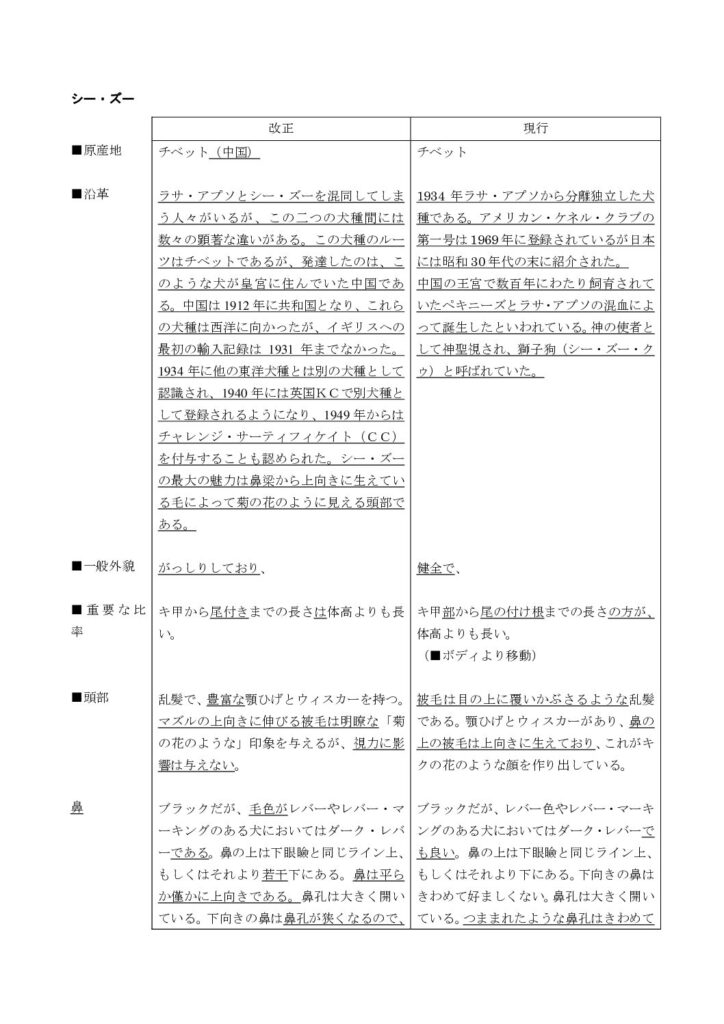 シー・ズー
改正
現行
■原産地
チベット（中国）
チベット
■沿革
ラサ・アプソとシー・ズーを混同してしま
う人々がいるが、この二つの犬種間には
数々の顕著な違いがある。この犬種のルー
ツはチベットであるが、発達したのは、こ
のような犬が皇宮に住んでいた中国であ
る。中国は 1912 年に共和国となり、これら
の犬種は西洋に向かったが、イギリスへの
最初の輸入記録は 1931 年までなかった。
1934 年に他の東洋犬種とは別の犬種として
認識され、1940 年には英国ＫＣで別犬種と
して登録されるようになり、1949 年からは
チャレンジ・サーティフィケイト（ＣＣ）
を付与することも認められた。シー・ズー
の最大の魅力は鼻梁から上向きに生えてい
る毛によって菊の花のように見える頭部で
ある。
1934 年ラサ・アプソから分離独立した犬
種である。アメリカン・ケネル・クラブの
第一号は 1969 年に登録されているが日本
には昭和 30 年代の末に紹介された。
中国の王宮で数百年にわたり飼育されて
いたペキニーズとラサ・アプソの混血によ
って誕生したといわれている。神の使者と
して神聖視され、獅子狗（シー・ズー・ク
ゥ）と呼ばれていた。
■一般外貌
がっしりしており、
健全で、
■重要な比
率
キ甲から尾付きまでの長さは体高よりも長
い。
キ甲部から尾の付け根までの長さの方が、
体高よりも長い。
（■ボディより移動）
■頭部
乱髪で、豊富な顎ひげとウィスカーを持つ。
マズルの上向きに伸びる被毛は明瞭な「菊
の花のような」印象を与えるが、視力に影
響は与えない。
被毛は目の上に覆いかぶさるような乱髪
である。顎ひげとウィスカーがあり、鼻の
上の被毛は上向きに生えており、これがキ
クの花のような顔を作り出している。
鼻
ブラックだが、毛色がレバーやレバー・マ
ーキングのある犬においてはダーク・レバ
ーである。鼻の上は下眼瞼と同じライン上、
もしくはそれより若干下にある。鼻は平ら
か僅かに上向きである。鼻孔は大きく開い
ている。下向きの鼻は鼻孔が狭くなるので、
ブラックだが、レバー色やレバー・マーキ
ングのある犬においてはダーク・レバーで
も良い。鼻の上は下眼瞼と同じライン上、
もしくはそれより下にある。下向きの鼻は
きわめて好ましくない。鼻孔は大きく開い
ている。つままれたような鼻孔はきわめて